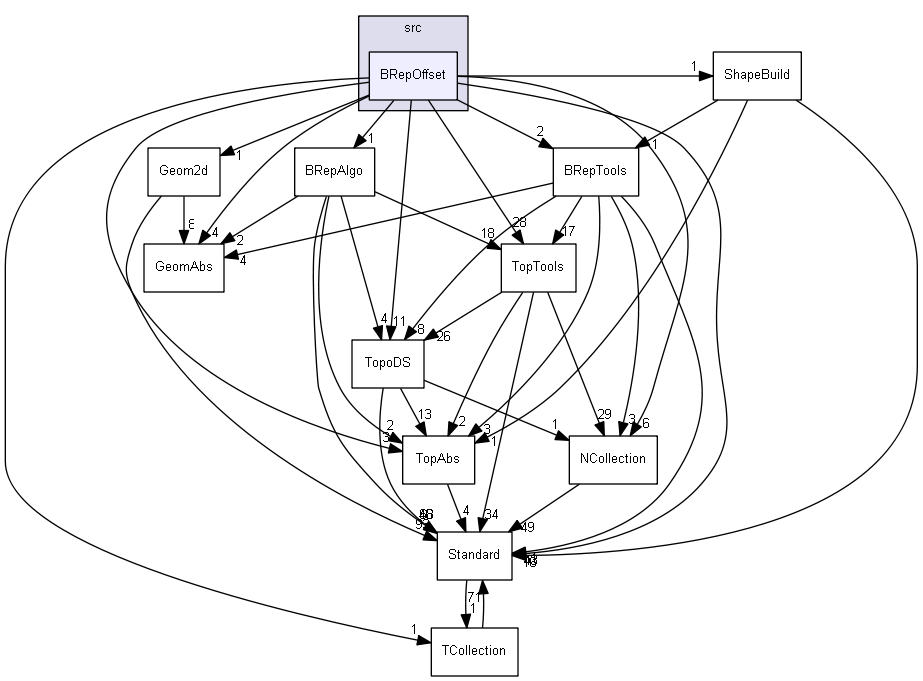 src
BRepOffset
ShapeBuild
1
1
1
2
1
Geom2d
BRepAlgo
BRepTools
8
4
2
4
18
28
17
GeomAbs
TopTools
4
11
8
26
TopoDS
13
2
3
2
3
1
1
29
3
6
TopAbs
NCollection
9
4
34
49
Standard
71
1
1
TCollection